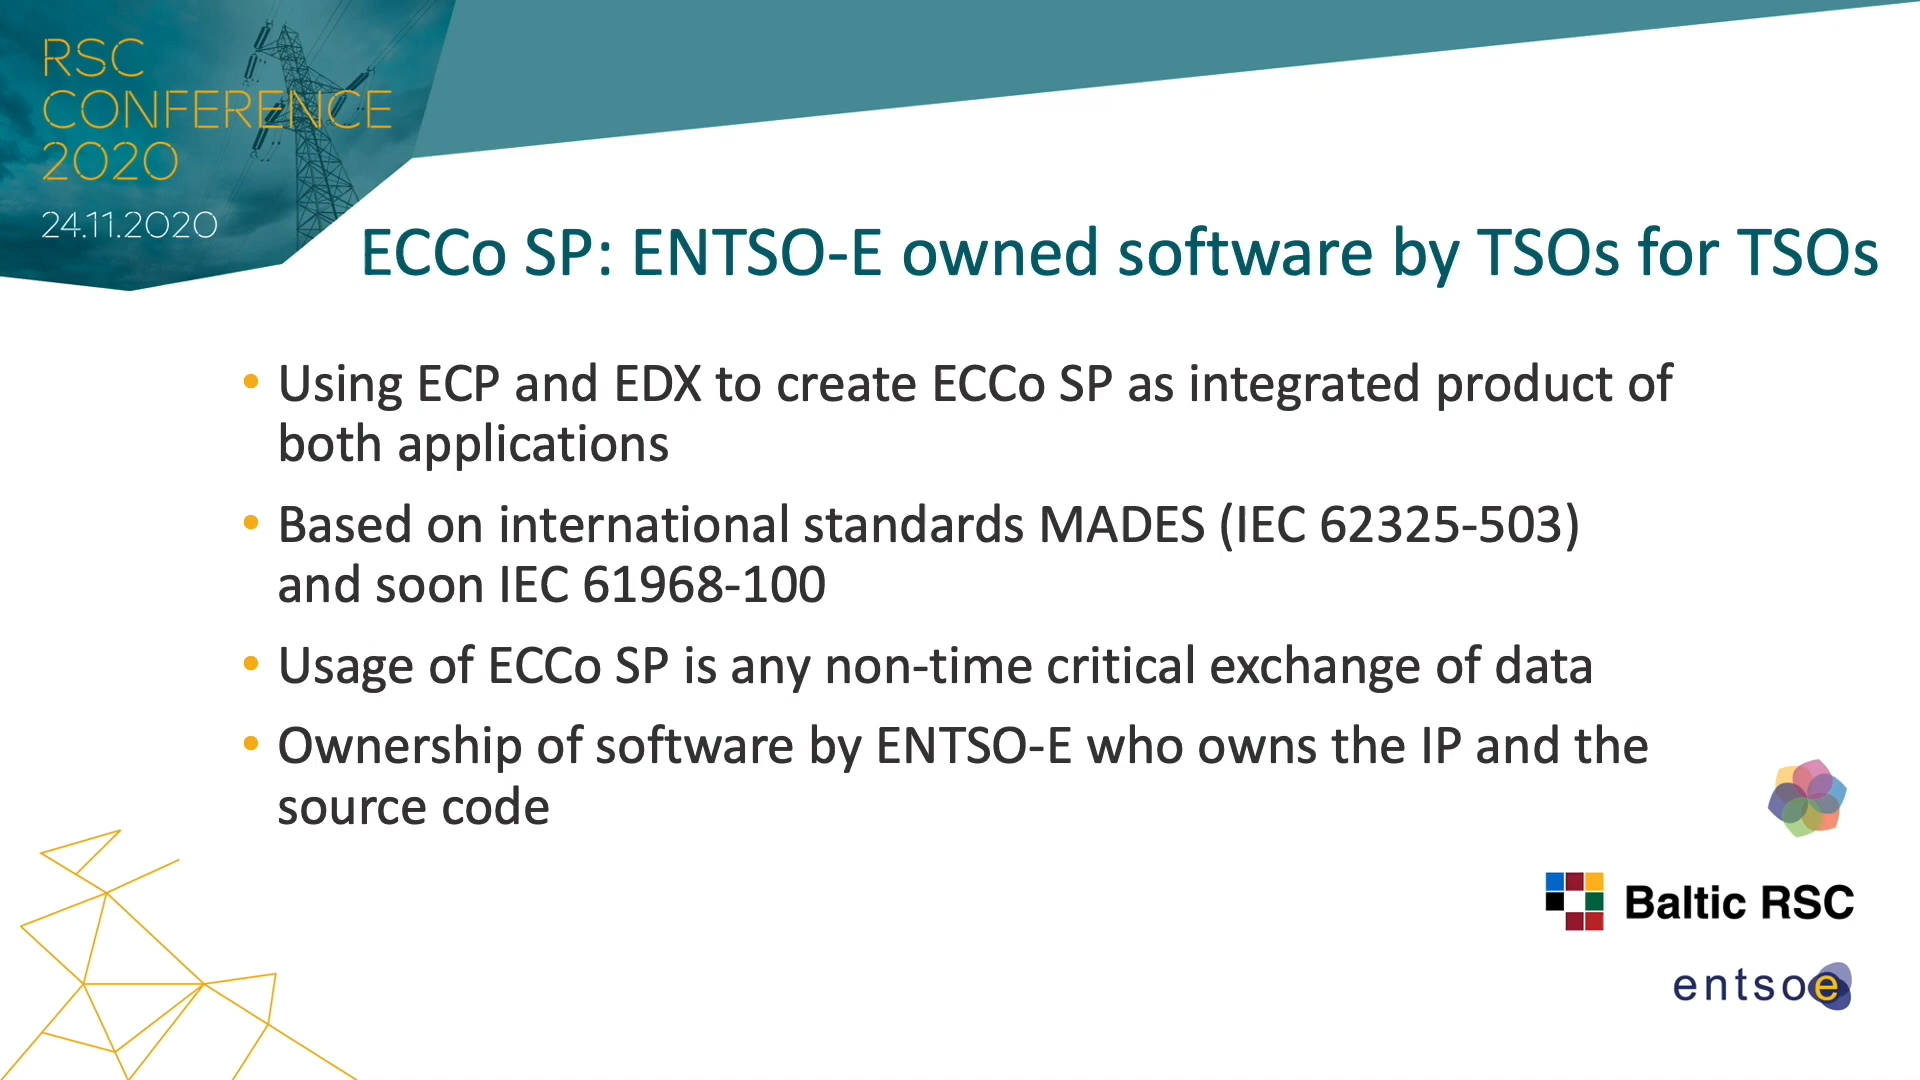 RSC
CONFERENCE
2020
24.11.2020
ECCo SP: ENTSO-E owned software by TSOs for TSOs
• Using ECP and EDX to create ECCo SP as integrated product of
both applications
• Based on international standards MADES (IEC 62325-503)
and soon IEC 61968-100
• Usage of ECCo SP is any non-time critical exchange of data
• Ownership of software by ENTSO-E who owns the IP and the
source code
Baltic RSC
entsoe